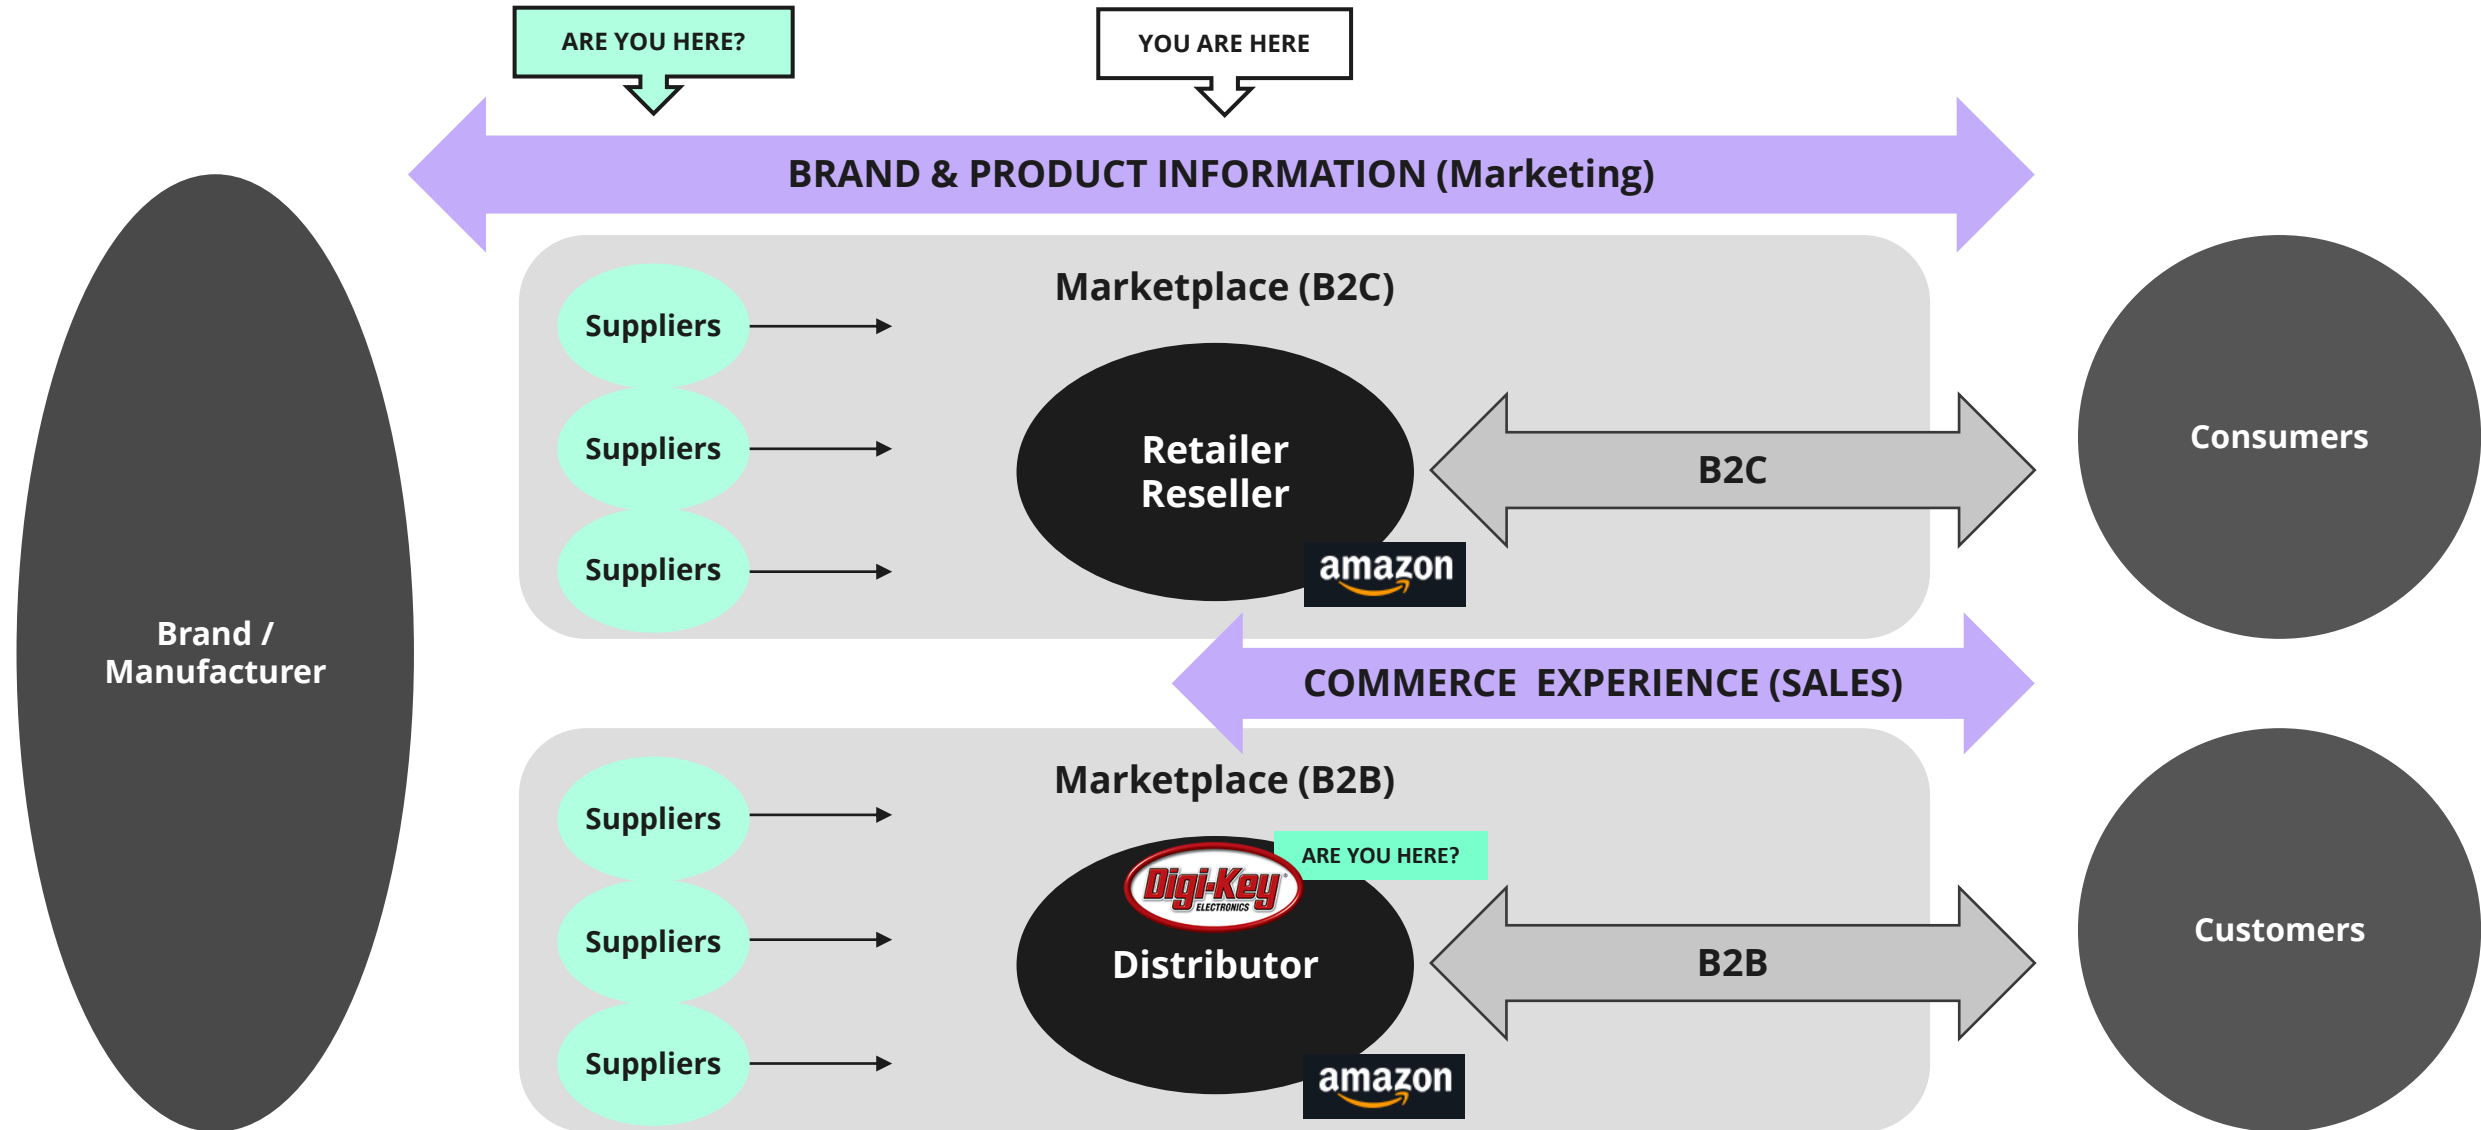 ARE YOU HERE?
YOU ARE HERE
BRAND & PRODUCT INFORMATION (Marketing)
Marketplace (B2C)
Suppliers
Suppliers
Suppliers
Retailer
Reseller
amazon
B2C
Consumers
Brand /
Manufacturer
COMMERCE EXPERIENCE (SALES)
Marketplace (B2B)
Suppliers
Suppliers
Suppliers
ARE YOU HERE?
Digi-Key
ELECTRONICS
Distributor
amazon
B2B
Customers